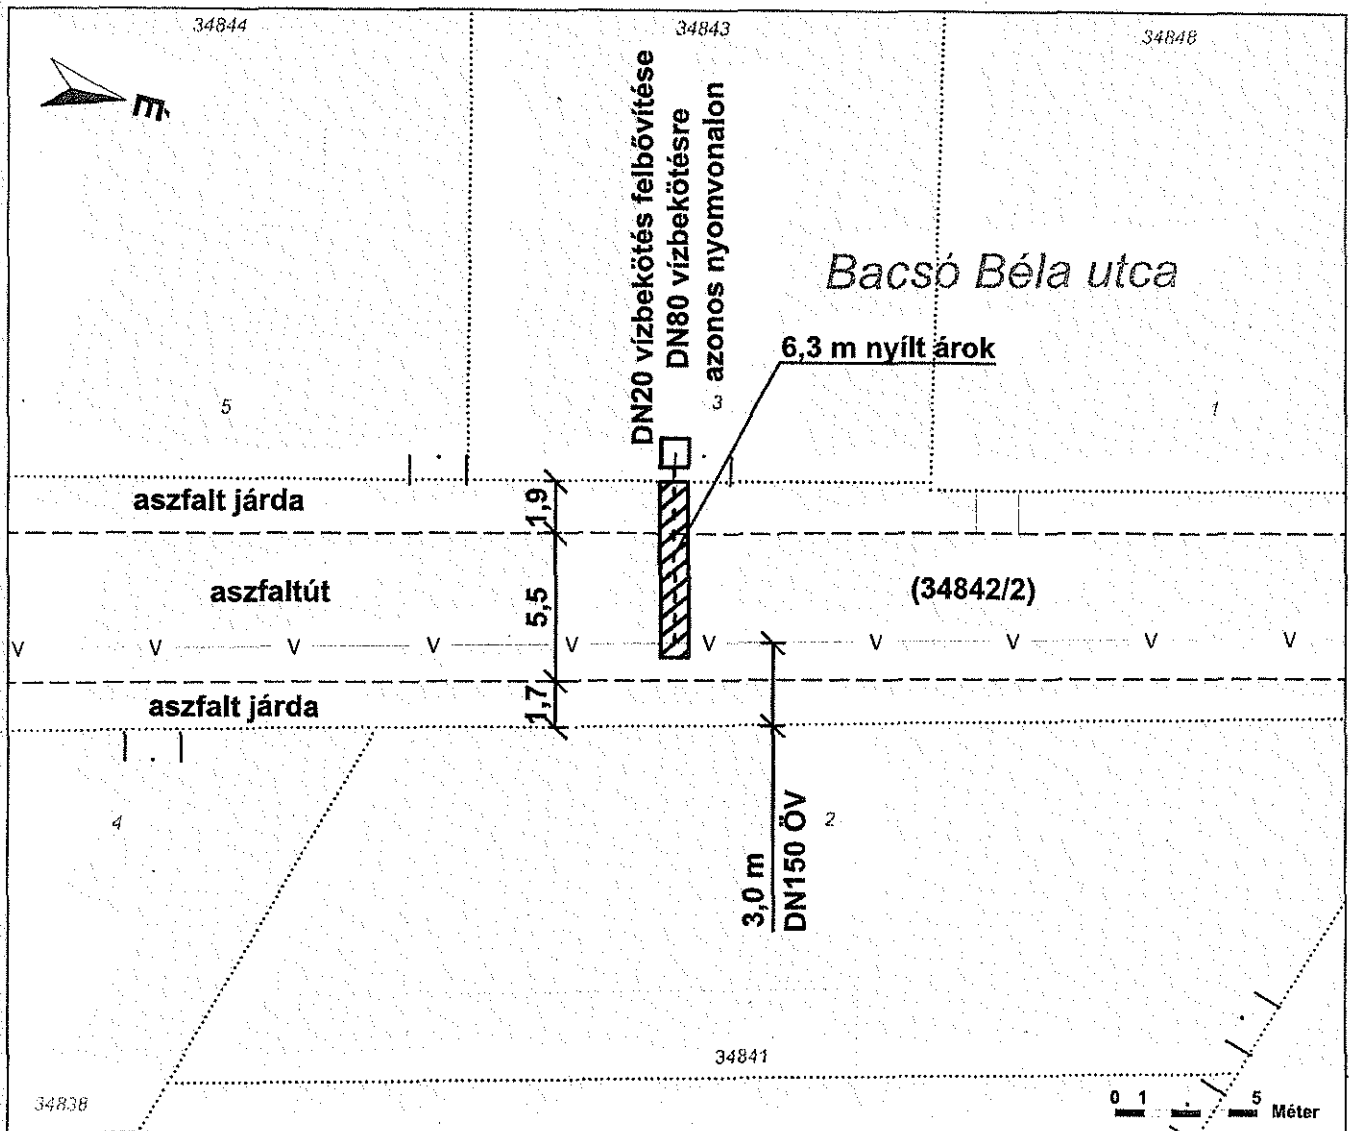 34844
34843
34848
É
DN20 vízbekötés felbővítése
DN80 vízbekötésre
azonos nyomvonalon
Bacsó Béla utca
6,3 m nyílt árok
5
3
1
aszfalt járda
1,9
aszfaltút
5,5
(34842/2)
V V V V V V V V V V
aszfalt járda
1,7
4
2
3,0 m
DN150 ÖV
34841
34838
0 1 5 Méter